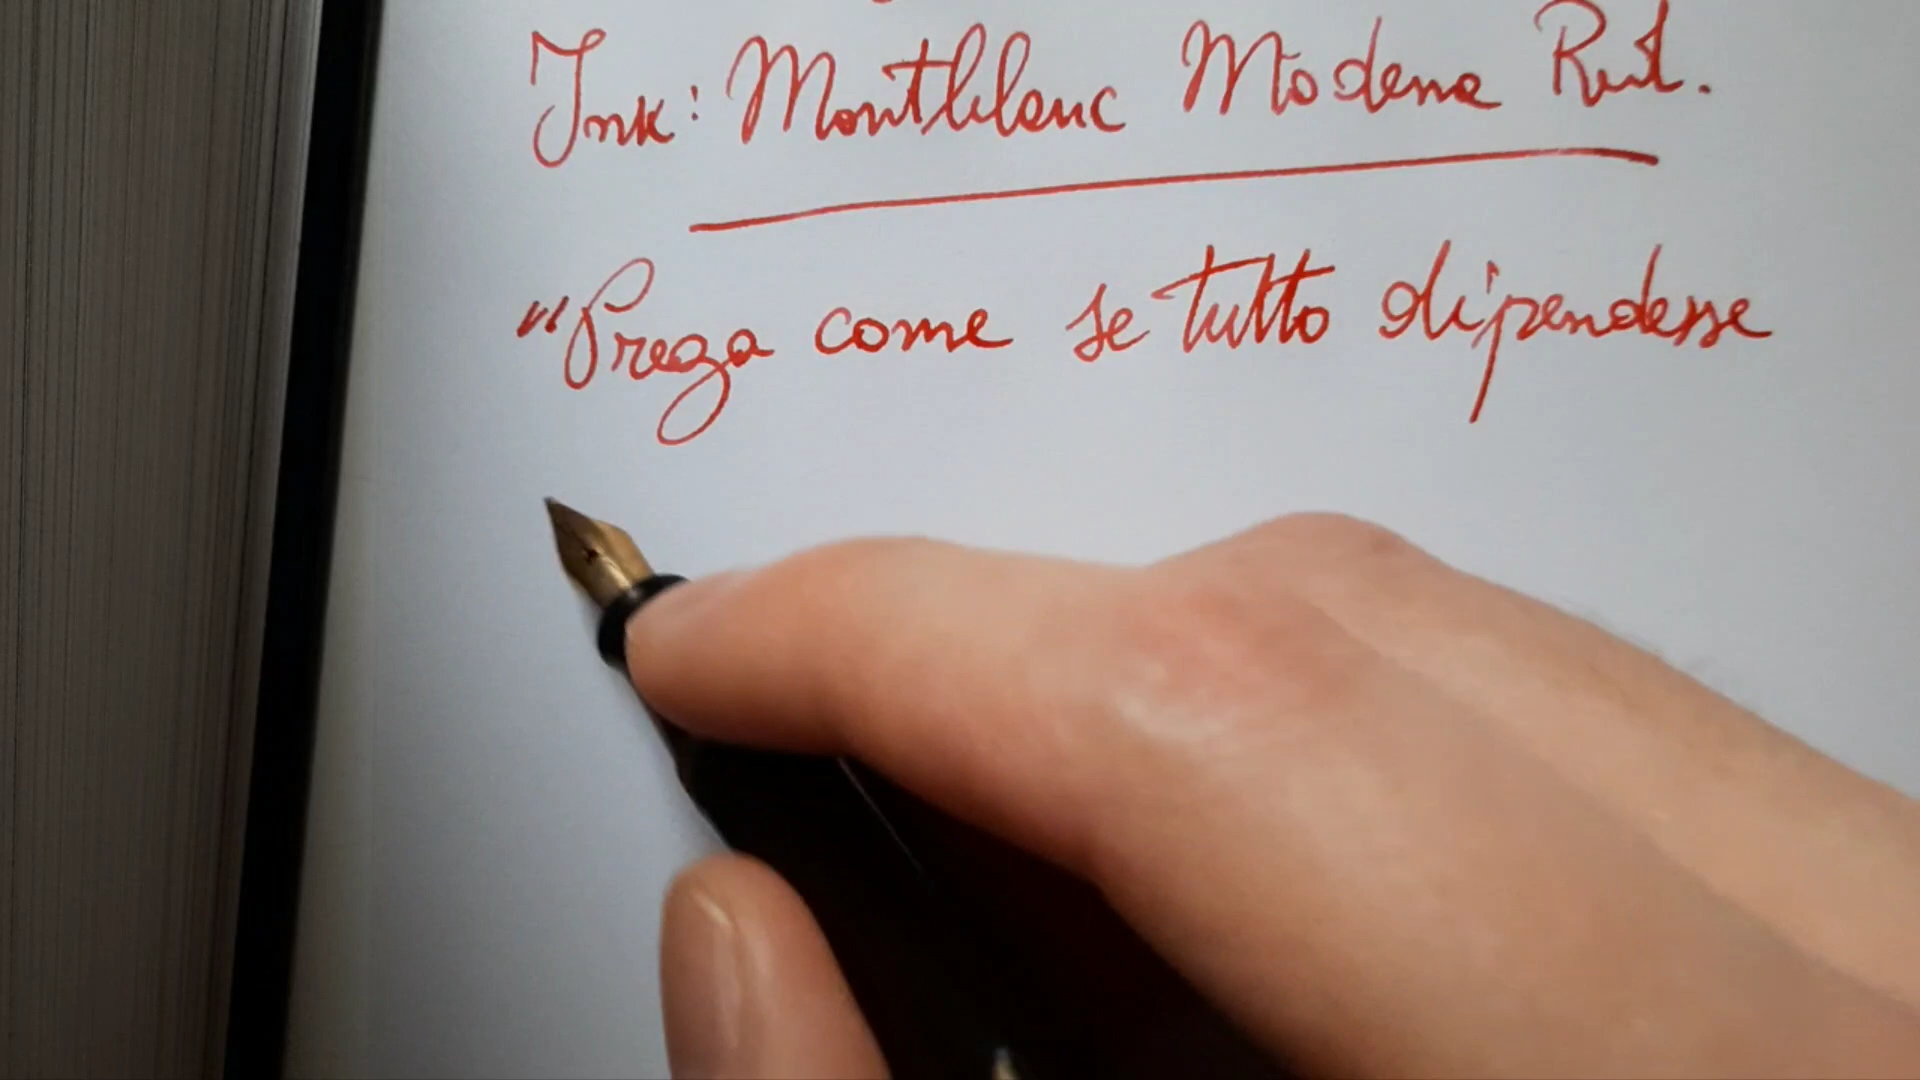 Ink: Montblanc Modena Red.
"Prega come se tutto dipendesse